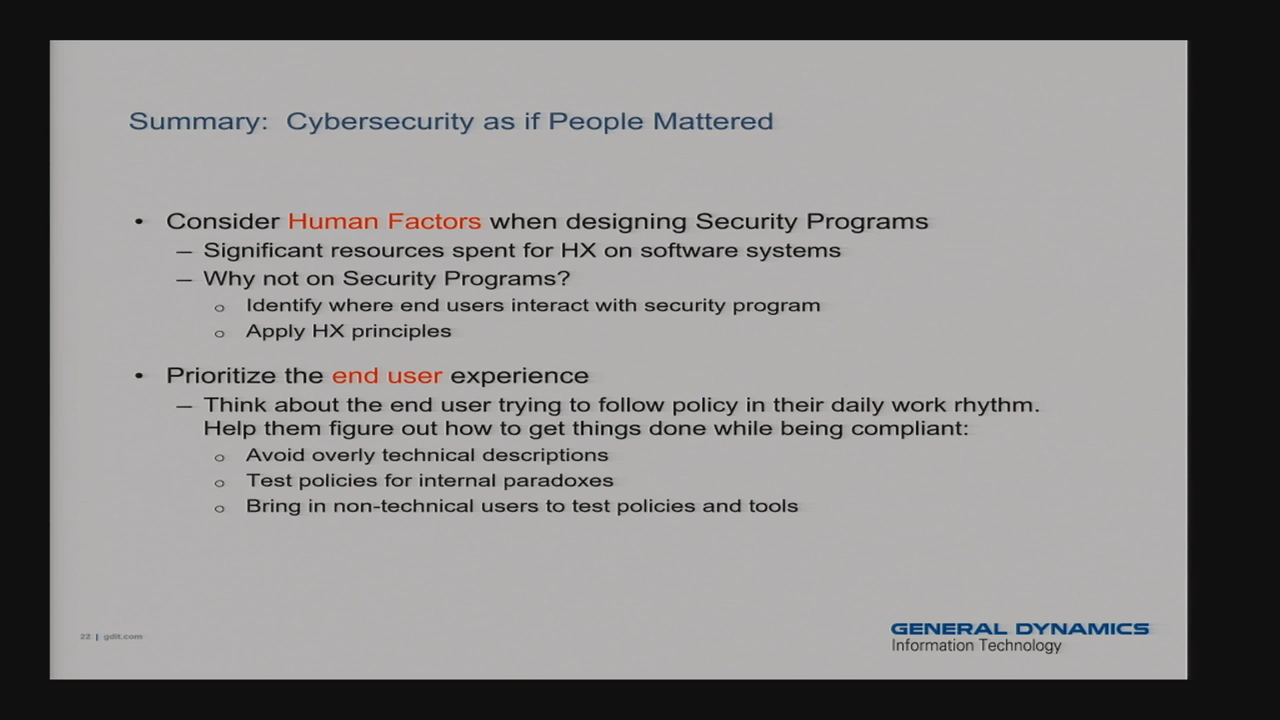 Summary: Cybersecurity as if People Mattered
• Consider Human Factors when designing Security Programs
– Significant resources spent for HX on software systems
– Why not on Security Programs?
o Identify where end users interact with security program
o Apply HX principles
• Prioritize the end user experience
– Think about the end user trying to follow policy in their daily work rhythm.
Help them figure out how to get things done while being compliant:
o Avoid overly technical descriptions
o Test policies for internal paradoxes
o Bring in non-technical users to test policies and tools
22 | gdit.com
GENERAL DYNAMICS
Information Technology